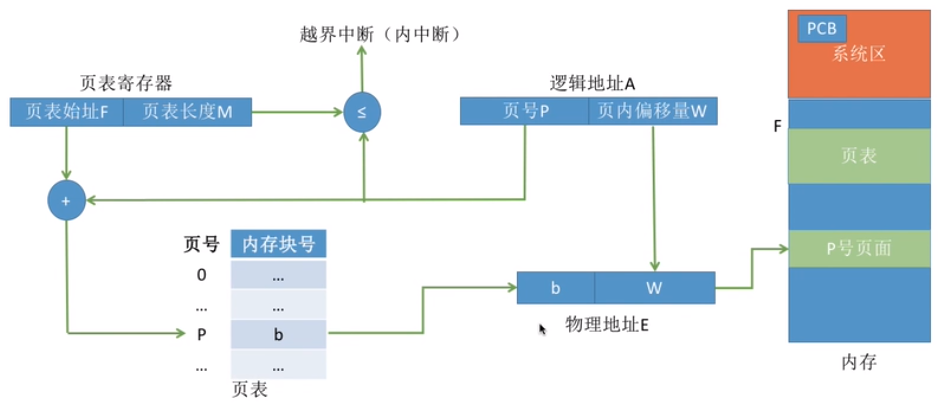 越界中断（内中断）
页表寄存器
页表始址F 页表长度M
≤
逻辑地址A
页号P 页内偏移量W
PCB
系统区
F
页表
P号页面
内存
+
页号 内存块号
0 …
… …
P b
… …
页表
b W
物理地址E